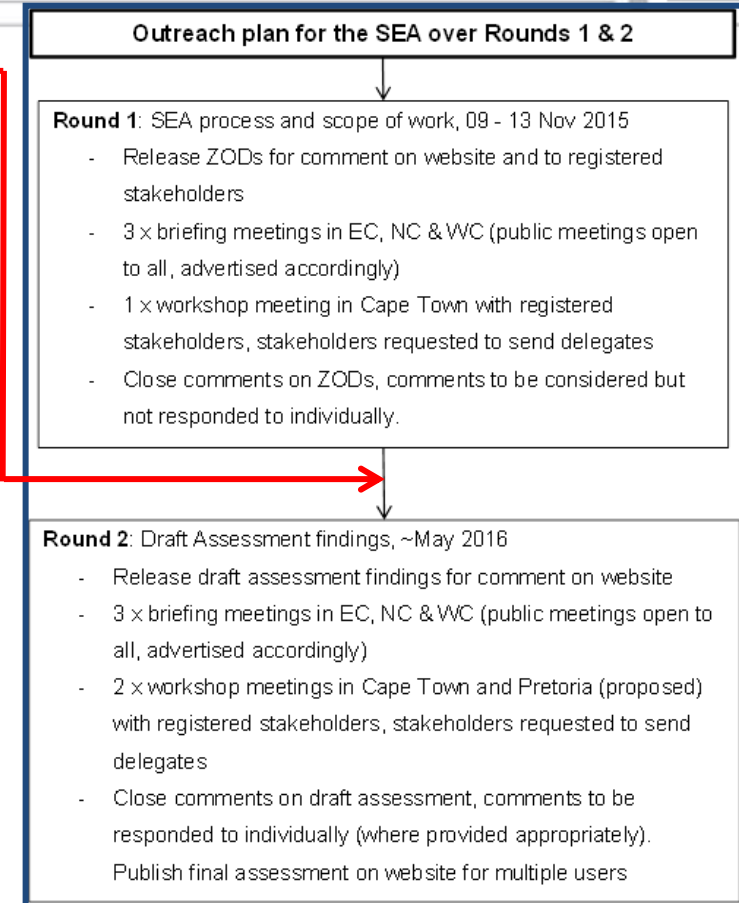 Outreach plan for the SEA over Rounds 1 & 2
Round 1: SEA process and scope of work, 09 - 13 Nov 2015
- Release ZODs for comment on website and to registered
stakeholders
- 3 x briefing meetings in EC, NC & WC (public meetings open
to all, advertised accordingly)
- 1 x workshop meeting in Cape Town with registered
stakeholders, stakeholders requested to send delegates
- Close comments on ZODs, comments to be considered but
not responded to individually.
Round 2: Draft Assessment findings, ~May 2016
- Release draft assessment findings for comment on website
- 3 x briefing meetings in EC, NC & WC (public meetings open to
all, advertised accordingly)
- 2 x workshop meetings in Cape Town and Pretoria (proposed)
with registered stakeholders, stakeholders requested to send
delegates
- Close comments on draft assessment, comments to be
responded to individually (where provided appropriately).
Publish final assessment on website for multiple users